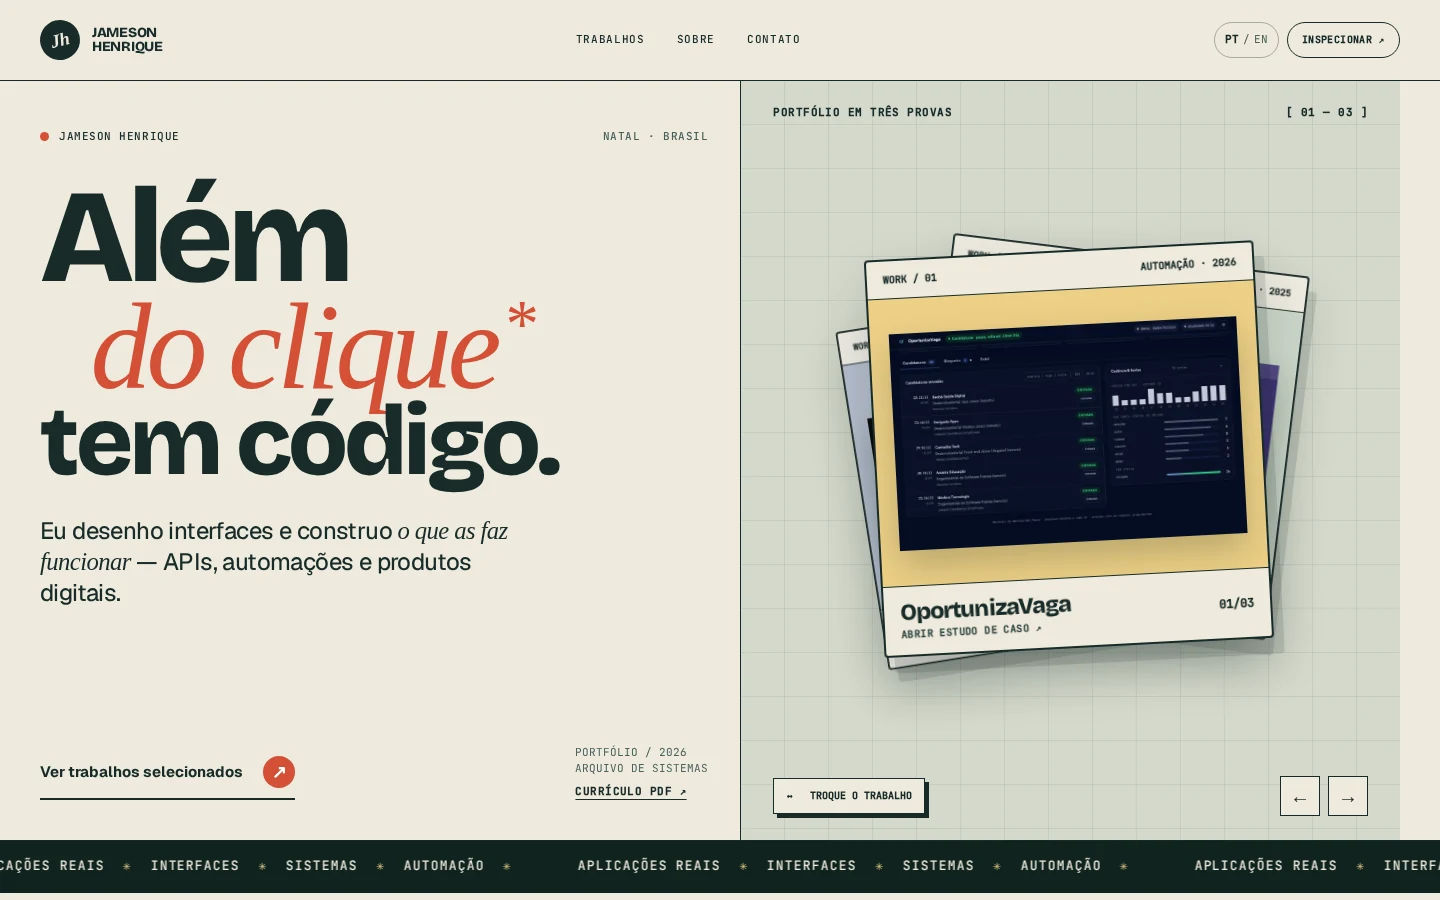 Jh
JAMESON
HENRIQUE
TRABALHOS
SOBRE
CONTATO
PT / EN
INSPECIONAR ↗
JAMESON HENRIQUE
NATAL · BRASIL
Além
do clique*
tem código.
Eu desenho interfaces e construo o que as faz
funcionar — APIs, automações e produtos
digitais.
Ver trabalhos selecionados ↗
PORTFÓLIO / 2026
ARQUIVO DE SISTEMAS
CURRÍCULO PDF ↗
PORTFÓLIO EM TRÊS PROVAS
[ 01 — 03 ]
WORK / 01
AUTOMAÇÃO · 2026
· 2025
OportunizaVaga
OportunizaVaga
ABRIR ESTUDO DE CASO ↗
01/03
↔ TROQUE O TRABALHO
← →
CAÇÕES REAIS ✳ INTERFACES ✳ SISTEMAS ✳ AUTOMAÇÃO ✳ APLICAÇÕES REAIS ✳ INTERFACES ✳ SISTEMAS ✳ AUTOMAÇÃO ✳ APLICAÇÕES REAIS ✳ INTERFA